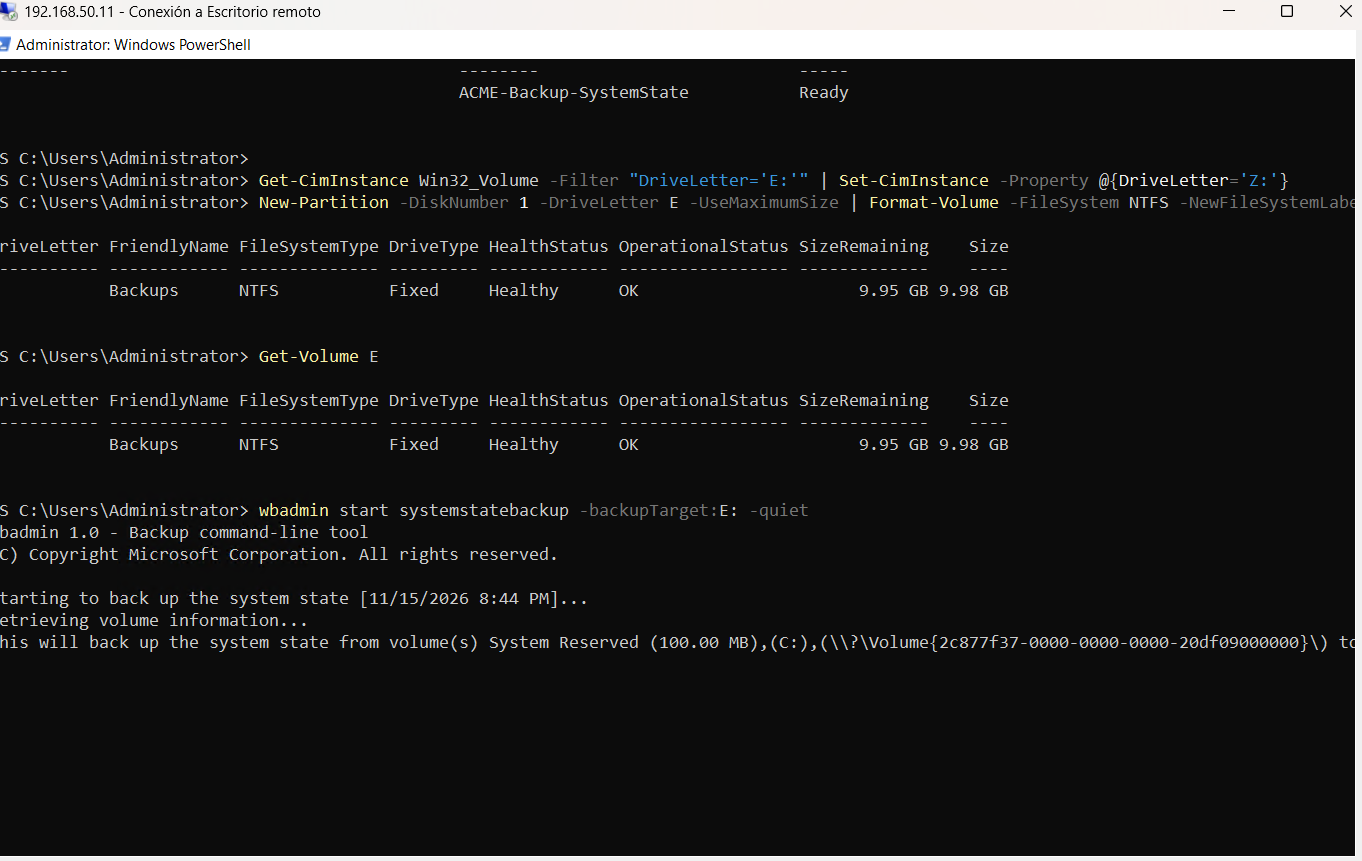 192.168.50.11 - Conexión a Escritorio remoto
Administrator: Windows PowerShell
------- -------- -----
ACME-Backup-SystemState Ready
S C:\Users\Administrator>
S C:\Users\Administrator> Get-CimInstance Win32_Volume -Filter "DriveLetter='E:'" | Set-CimInstance -Property @{DriveLetter='Z:'}
S C:\Users\Administrator> New-Partition -DiskNumber 1 -DriveLetter E -UseMaximumSize | Format-Volume -FileSystem NTFS -NewFileSystemLabe
riveLetter FriendlyName FileSystemType DriveType HealthStatus OperationalStatus SizeRemaining Size
---------- ------------ -------------- --------- ------------ ----------------- ------------- ----
Backups NTFS Fixed Healthy OK 9.95 GB 9.98 GB
S C:\Users\Administrator> Get-Volume E
riveLetter FriendlyName FileSystemType DriveType HealthStatus OperationalStatus SizeRemaining Size
---------- ------------ -------------- --------- ------------ ----------------- ------------- ----
Backups NTFS Fixed Healthy OK 9.95 GB 9.98 GB
S C:\Users\Administrator> wbadmin start systemstatebackup -backupTarget:E: -quiet
badmin 1.0 - Backup command-line tool
C) Copyright Microsoft Corporation. All rights reserved.
tarting to back up the system state [11/15/2026 8:44 PM]...
etrieving volume information...
his will back up the system state from volume(s) System Reserved (100.00 MB),(C:),(\\?\Volume{2c877f37-0000-0000-0000-20df09000000}\) to